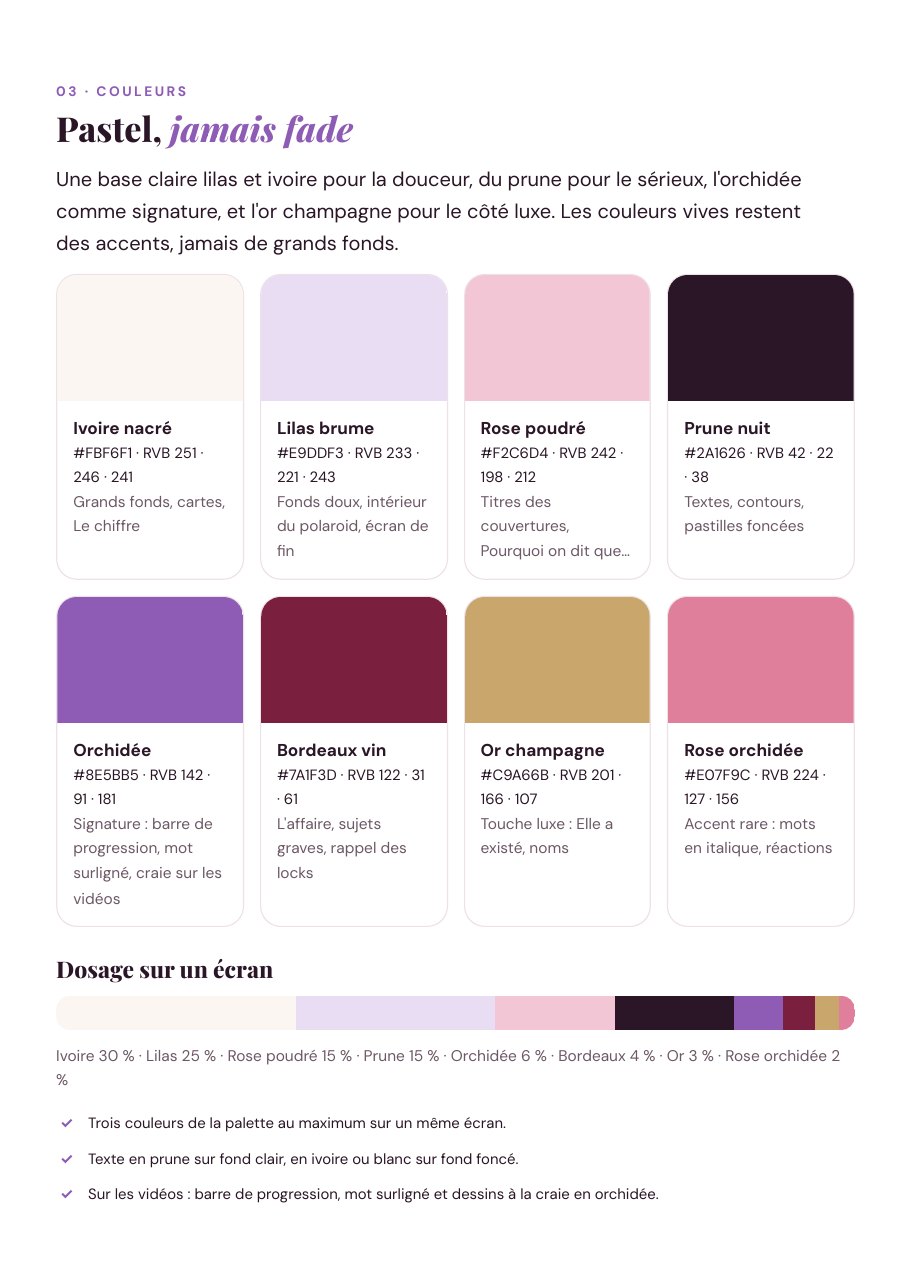 03 · COULEURS
Pastel, jamais fade
Une base claire lilas et ivoire pour la douceur, du prune pour le sérieux, l'orchidée
comme signature, et l'or champagne pour le côté luxe. Les couleurs vives restent
des accents, jamais de grands fonds.
Ivoire nacré
#FBF6F1 · RVB 251 ·
246 · 241
Grands fonds, cartes,
Le chiffre
Lilas brume
#E9DDF3 · RVB 233 ·
221 · 243
Fonds doux, intérieur
du polaroid, écran de
fin
Rose poudré
#F2C6D4 · RVB 242 ·
198 · 212
Titres des
couvertures,
Pourquoi on dit que…
Prune nuit
#2A1626 · RVB 42 · 22
· 38
Textes, contours,
pastilles foncées
Orchidée
#8E5BB5 · RVB 142 ·
91 · 181
Signature : barre de
progression, mot
surligné, craie sur les
vidéos
Bordeaux vin
#7A1F3D · RVB 122 · 31
· 61
L'affaire, sujets
graves, rappel des
locks
Or champagne
#C9A66B · RVB 201 ·
166 · 107
Touche luxe : Elle a
existé, noms
Rose orchidée
#E07F9C · RVB 224 ·
127 · 156
Accent rare : mots
en italique, réactions
Dosage sur un écran
Ivoire 30 % · Lilas 25 % · Rose poudré 15 % · Prune 15 % · Orchidée 6 % · Bordeaux 4 % · Or 3 % · Rose orchidée 2
%
Trois couleurs de la palette au maximum sur un même écran.
Texte en prune sur fond clair, en ivoire ou blanc sur fond foncé.
Sur les vidéos : barre de progression, mot surligné et dessins à la craie en orchidée.